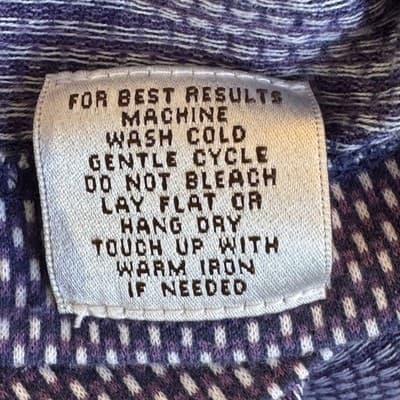 FOR BEST RESULTS
MACHINE
WASH COLD
GENTLE CYCLE
DO NOT BLEACH
LAY FLAT OR
HANG DRY
TOUCH UP WITH
WARM IRON
IF NEEDED